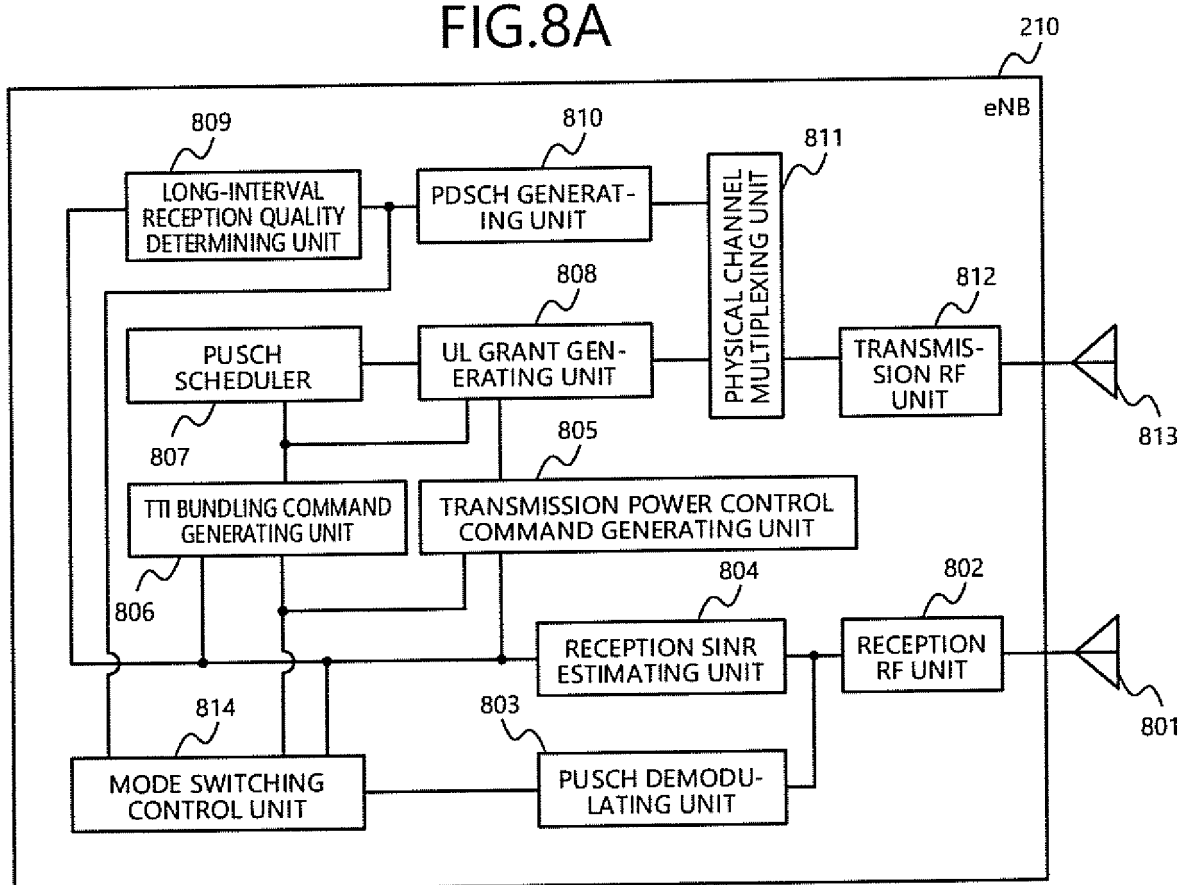 FIG.8A
210
eNB
809
810
811
LONG-INTERVAL
RECEPTION QUALITY
DETERMINING UNIT
PDSCH GENERAT-
ING UNIT
PHYSICAL CHANNEL
MULTIPLEXING UNIT
808
812
PUSCH
SCHEDULER
UL GRANT GEN-
ERATING UNIT
TRANSMIS-
SION RF
UNIT
807
805
813
TTI BUNDLING COMMAND
GENERATING UNIT
TRANSMISSION POWER CONTROL
COMMAND GENERATING UNIT
806
804
802
RECEPTION SINR
ESTIMATING UNIT
RECEPTION
RF UNIT
814
803
801
MODE SWITCHING
CONTROL UNIT
PUSCH DEMODU-
LATING UNIT